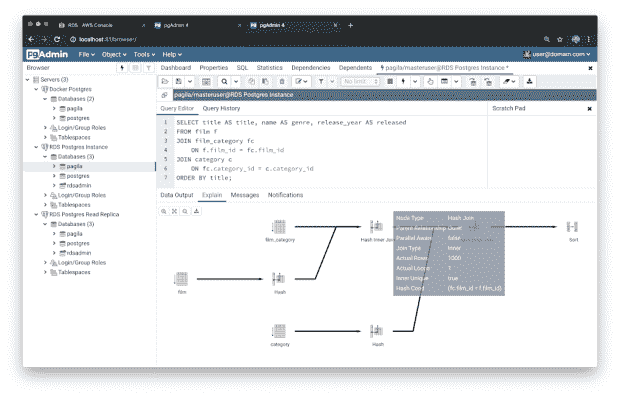 RDS · AWS Console
pgAdmin 4
pgAdmin 4
localhost:81/browser/
pgAdmin File Object Tools Help user@domain.com
Browser
Dashboard Properties SQL Statistics Dependencies Dependents pagila/masteruser@RDS Postgres Instance *
No limit
pagila/masteruser@RDS Postgres Instance
Query Editor Query History Scratch Pad
Servers (3)
Docker Postgres
Databases (2)
pagila
postgres
Login/Group Roles
Tablespaces
RDS Postgres Instance
Databases (3)
pagila
postgres
rdsadmin
Login/Group Roles
Tablespaces
RDS Postgres Read Replica
Databases (3)
pagila
postgres
rdsadmin
Login/Group Roles
Tablespaces
1 SELECT title AS title, name AS genre, release_year AS released
2 FROM film f
3 JOIN film_category fc
4 ON f.film_id = fc.film_id
5 JOIN category c
6 ON fc.category_id = c.category_id
7 ORDER BY title;
Data Output Explain Messages Notifications
film_category
Hash Inner Join
Sort
film
Hash
category
Hash
Node Type Hash Join
Parent Relationship Outer
Parallel Aware false
Join Type Inner
Actual Rows 1000
Actual Loops 1
Inner Unique true
Hash Cond (fc.film_id = f.film_id)